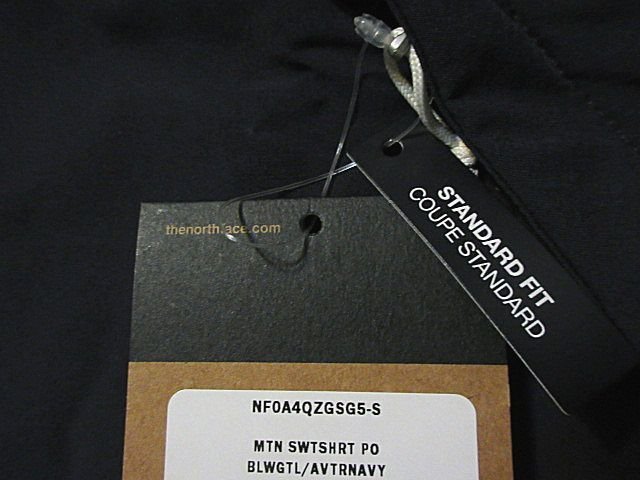 thenorthface.com
STANDARD FIT
COUPE STANDARD
NF0A4QZGSG5-S
MTN SWTSHRT PO
BLWGTL/AVTRNAVY